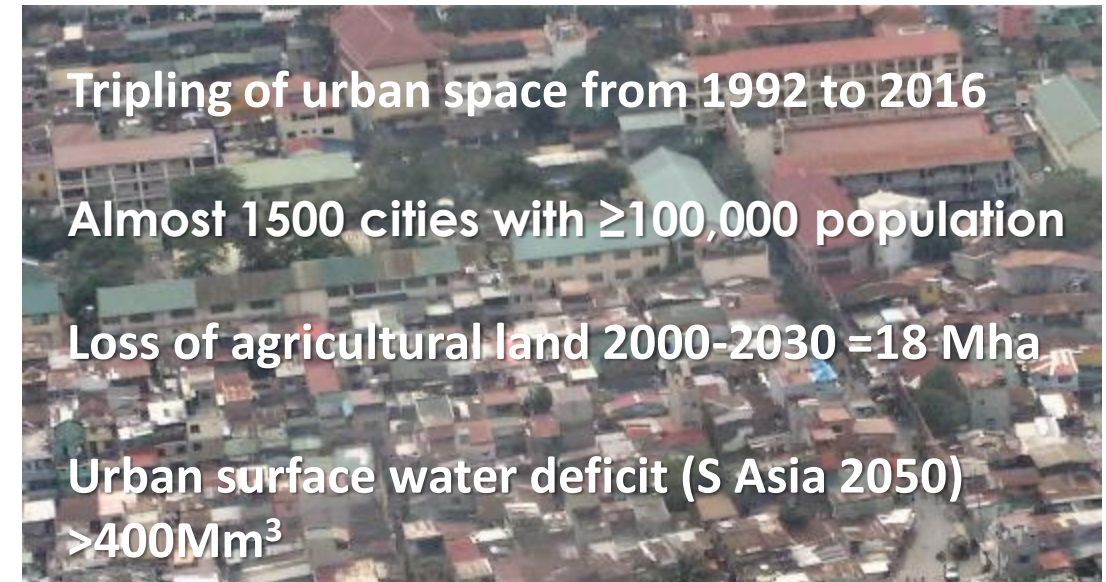 Tripling of urban space from 1992 to 2016
Almost 1500 cities with ≥100,000 population
Loss of agricultural land 2000-2030 =18 Mha
Urban surface water deficit (S Asia 2050)
>400Mm³